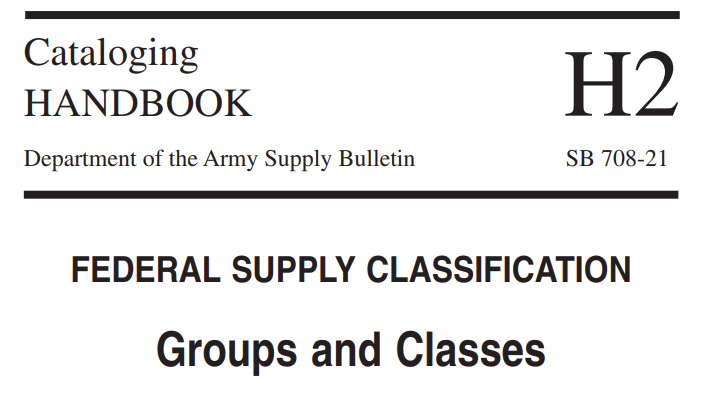 Cataloging
HANDBOOK
H2
Department of the Army Supply Bulletin
SB 708-21
FEDERAL SUPPLY CLASSIFICATION
Groups and Classes